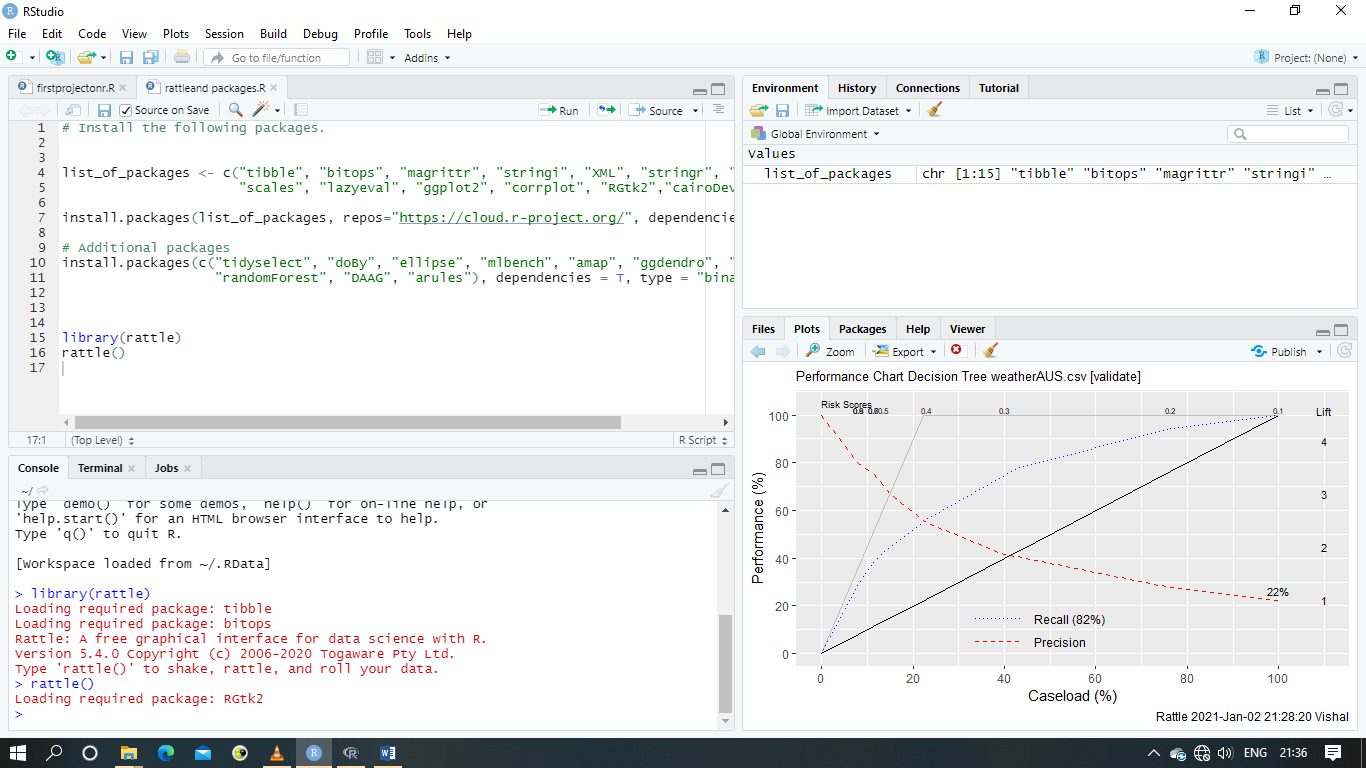 RStudio
File Edit Code View Plots Session Build Debug Profile Tools Help
Go to file/function Addins Project: (None)
firstprojectonr.R rattleand packages.R
Source on Save Run Source
1 # Install the following packages.
2
3
4 list_of_packages <- c("tibble", "bitops", "magrittr", "stringi", "XML", "stringr", "
5 "scales", "lazyeval", "ggplot2", "corrplot", "RGtk2","cairoDev
6
7 install.packages(list_of_packages, repos="https://cloud.r-project.org/", dependencie
8
9 # Additional packages
10 install.packages(c("tidyselect", "doBy", "ellipse", "mlbench", "amap", "ggdendro", "
11 "randomForest", "DAAG", "arules"), dependencies = T, type = "bina
12
13
14
15 library(rattle)
16 rattle()
17
17:1 (Top Level) R Script
Console Terminal Jobs
~/
Type 'demo()' for some demos, 'help()' for on-line help, or
'help.start()' for an HTML browser interface to help.
Type 'q()' to quit R.
[Workspace loaded from ~/.RData]
> library(rattle)
Loading required package: tibble
Loading required package: bitops
Rattle: A free graphical interface for data science with R.
Version 5.4.0 Copyright (c) 2006-2020 Togaware Pty Ltd.
Type 'rattle()' to shake, rattle, and roll your data.
> rattle()
Loading required package: RGtk2
>
Environment History Connections Tutorial
Import Dataset List
Global Environment
Values
list_of_packages chr [1:15] "tibble" "bitops" "magrittr" "stringi" …
Files Plots Packages Help Viewer
Zoom Export Publish
Performance Chart Decision Tree weatherAUS.csv [validate]
Risk Scores
0.5 0.4 0.3 0.2 0.1
Lift
100
80
60
40
20
0
4
3
2
1
22%
Performance (%)
Recall (82%)
Precision
0 20 40 60 80 100
Caseload (%)
Rattle 2021-Jan-02 21:28:20 Vishal
ENG 21:36